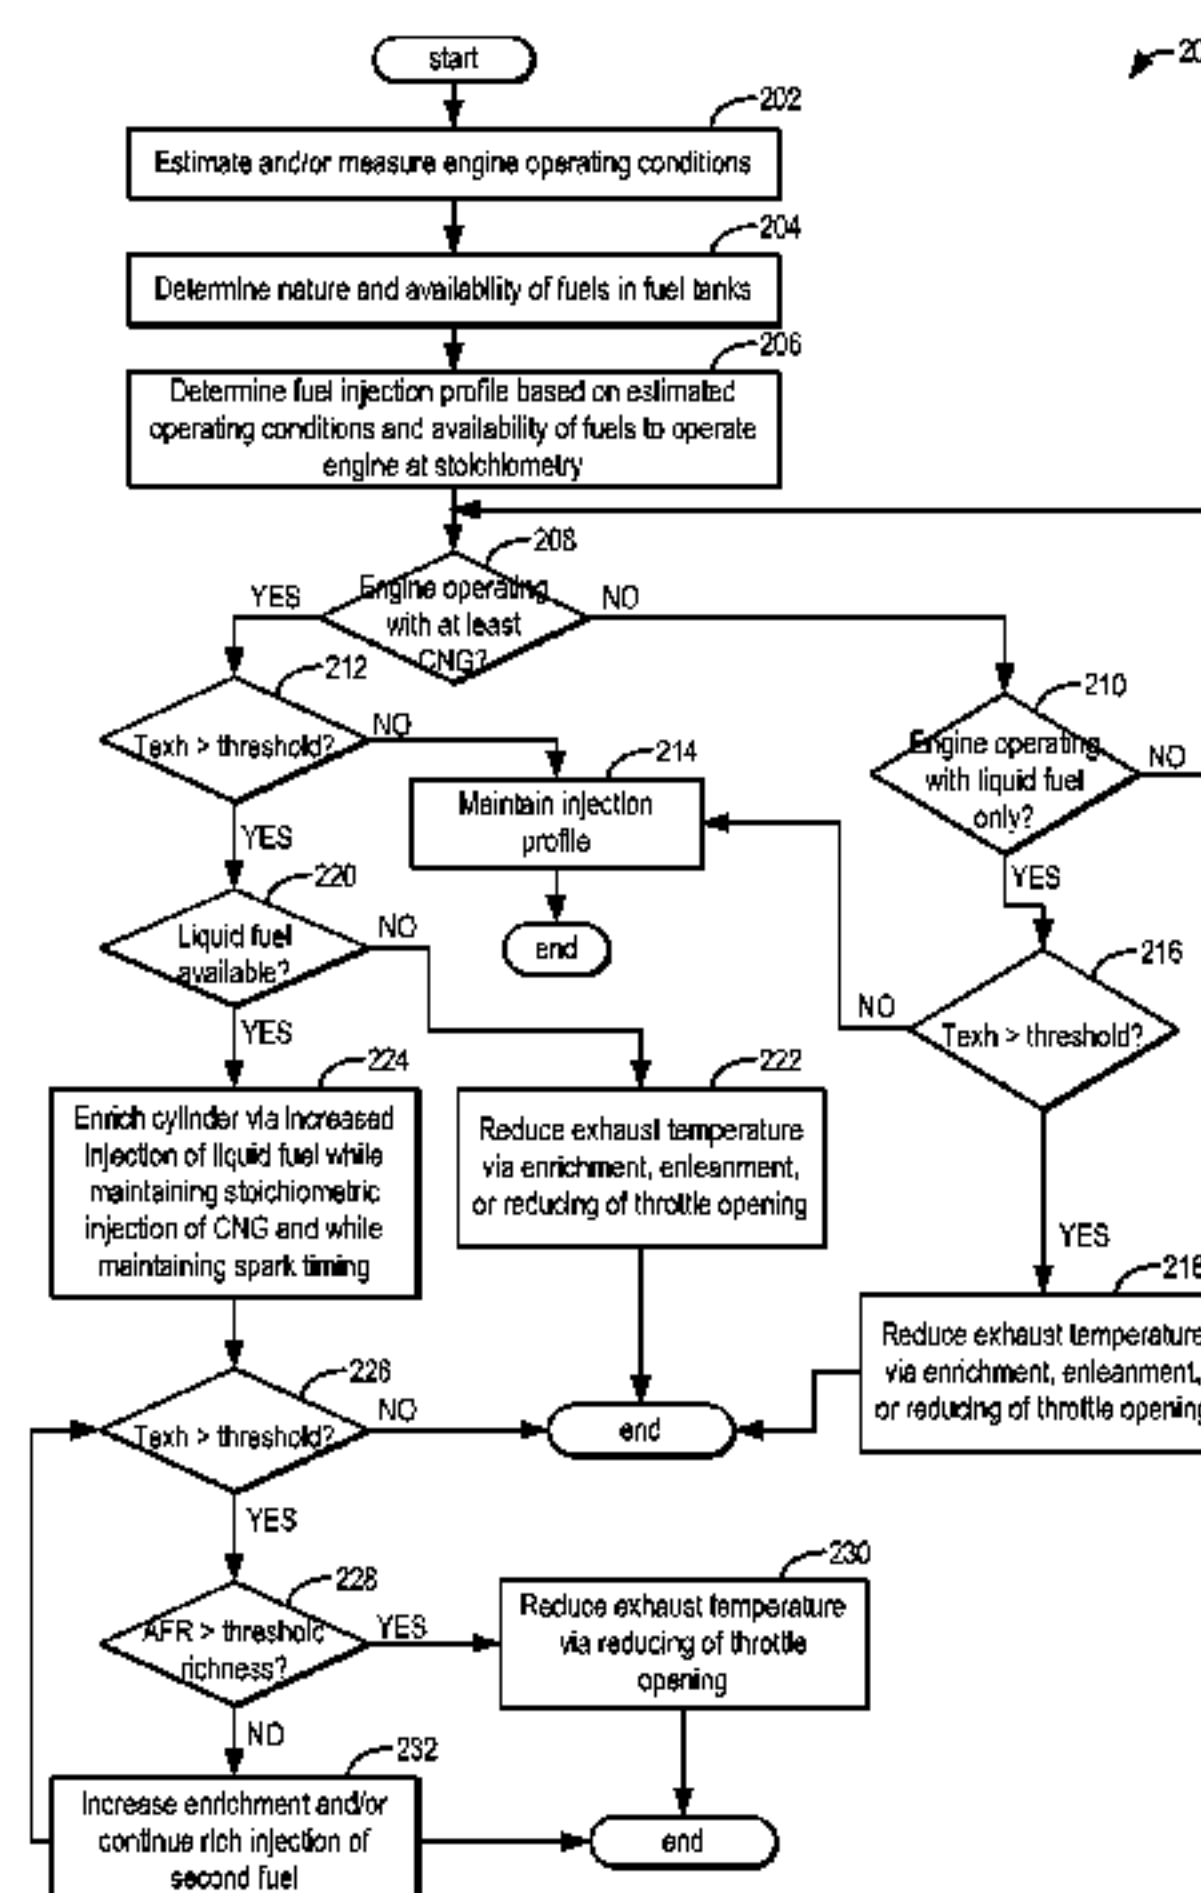 start
20
202
Estimate and/or measure engine operating conditions
204
Determine nature and availability of fuels in fuel tanks
206
Determine fuel injection profile based on estimated
operating conditions and availability of fuels to operate
engine at stoichiometry
208
Engine operating
with at least
CNG?
YES
NO
212
Texh > threshold?
NO
210
Engine operating
with liquid fuel
only?
NO
214
Maintain injection
profile
YES
YES
220
Liquid fuel
available?
NO
end
216
Texh > threshold?
NO
YES
224
Enrich cylinder via increased
injection of liquid fuel while
maintaining stoichiometric
injection of CNG and while
maintaining spark timing
222
Reduce exhaust temperature
via enrichment, enleanment,
or reducing of throttle opening
YES
218
Reduce exhaust temperature
via enrichment, enleanment,
or reducing of throttle opening
226
Texh > threshold?
NO
end
YES
228
AFR > threshold
richness?
YES
230
Reduce exhaust temperature
via reducing of throttle
opening
NO
232
Increase enrichment and/or
continue rich injection of
second fuel
end